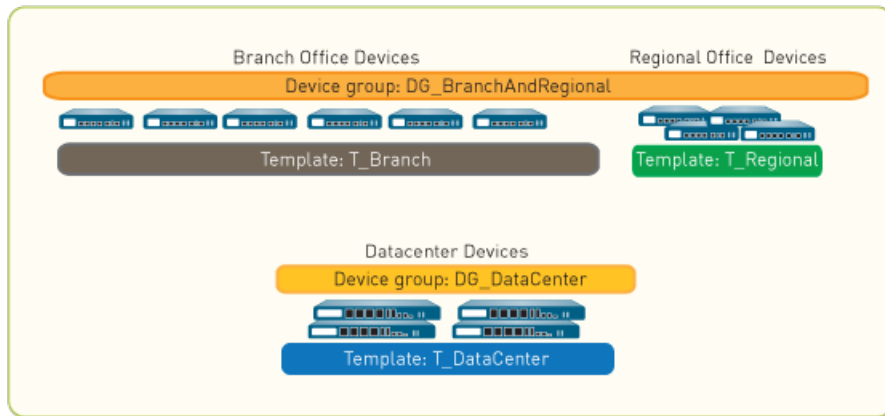 Branch Office Devices
Regional Office Devices
Device group: DG_BranchAndRegional
Template: T_Branch
Template: T_Regional
Datacenter Devices
Device group: DG_DataCenter
Template: T_DataCenter